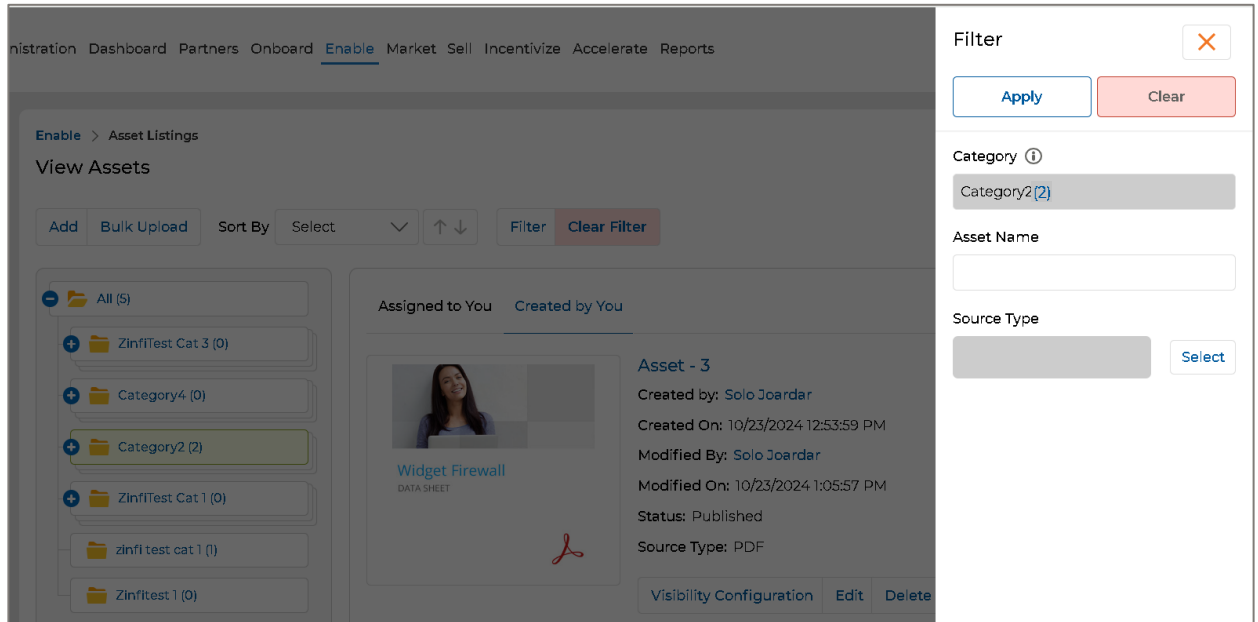 nistration Dashboard Partners Onboard Enable Market Sell Incentivize Accelerate Reports
Enable > Asset Listings
View Assets
Add Bulk Upload Sort By Select Filter Clear Filter
All (5)
ZinfiTest Cat 3 (0)
Category4 (0)
Category2 (2)
ZinfiTest Cat 1 (0)
zinfi test cat 1 (1)
Zinfitest 1 (0)
Assigned to You Created by You
Widget Firewall
DATA SHEET
Asset - 3
Created by: Solo Joardar
Created On: 10/23/2024 12:53:59 PM
Modified By: Solo Joardar
Modified On: 10/23/2024 1:05:57 PM
Status: Published
Source Type: PDF
Visibility Configuration Edit Delete
Filter
Apply Clear
Category
Category2 (2)
Asset Name
Source Type
Select